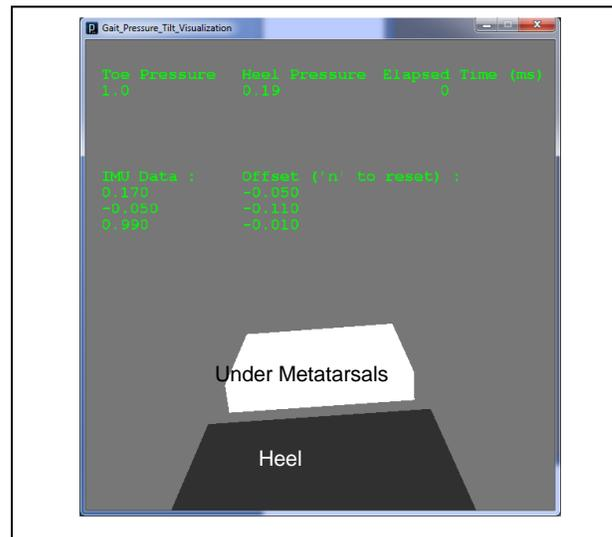 Gait_Pressure_Tilt_Visualization
Toe Pressure Heel Pressure Elapsed Time (ms)
1.0 0.19 0
IMU Data : Offset ('n' to reset) :
0.170 -0.050
-0.050 -0.110
0.990 -0.010
Under Metatarsals
Heel